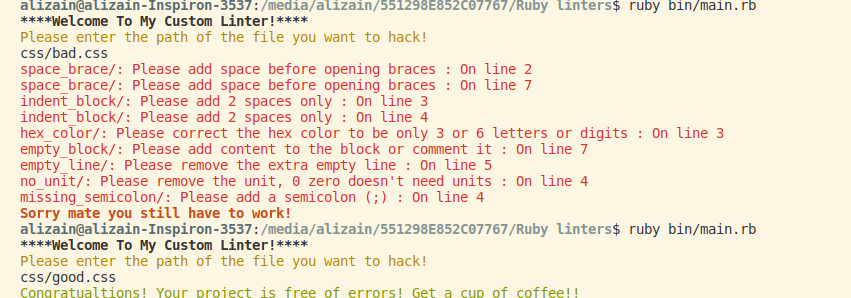 alizain@alizain-Inspiron-3537:/media/alizain/551298E852C07767/Ruby linters$ ruby bin/main.rb
****Welcome To My Custom Linter!****
Please enter the path of the file you want to hack!
css/bad.css
space_brace/: Please add space before opening braces : On line 2
space_brace/: Please add space before opening braces : On line 7
indent_block/: Please add 2 spaces only : On line 3
indent_block/: Please add 2 spaces only : On line 4
hex_color/: Please correct the hex color to be only 3 or 6 letters or digits : On line 3
empty_block/: Please add content to the block or comment it : On line 7
empty_line/: Please remove the extra empty line : On line 5
no_unit/: Please remove the unit, 0 zero doesn't need units : On line 4
missing_semicolon/: Please add a semicolon (;) : On line 4
Sorry mate you still have to work!
alizain@alizain-Inspiron-3537:/media/alizain/551298E852C07767/Ruby linters$ ruby bin/main.rb
****Welcome To My Custom Linter!****
Please enter the path of the file you want to hack!
css/good.css
Congratualtions! Your project is free of errors! Get a cup of coffee!!